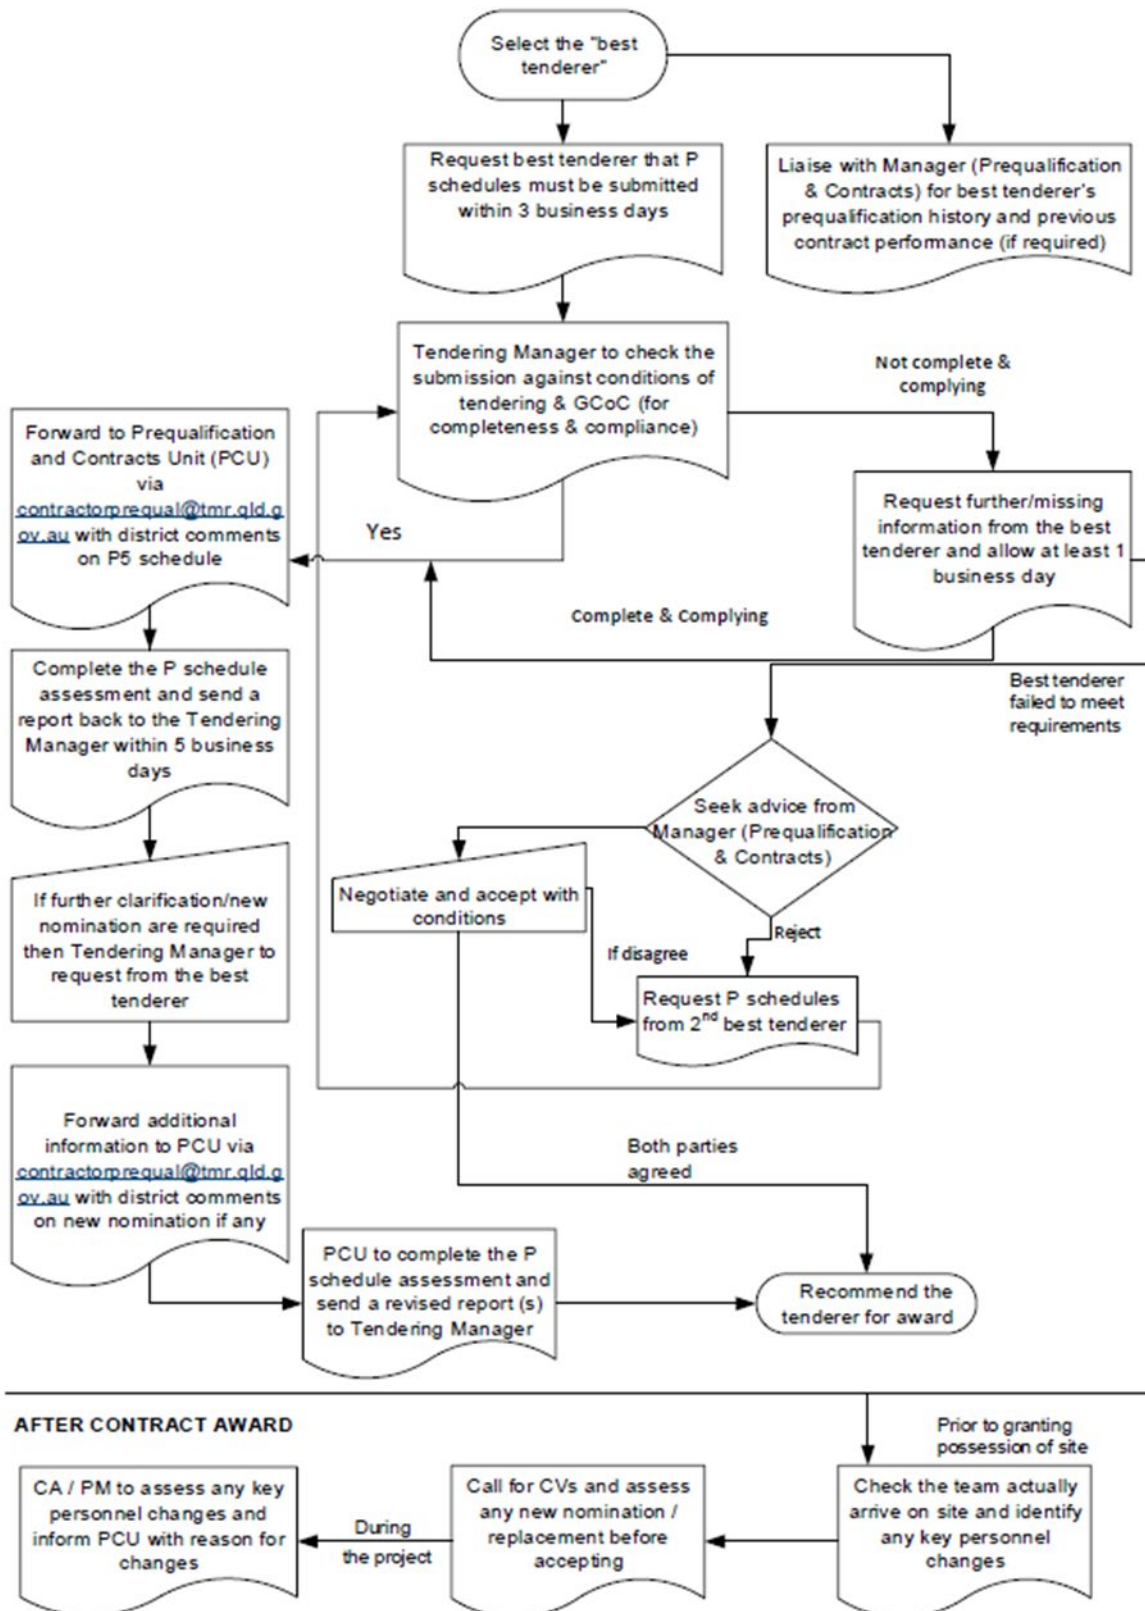 Select the "best
tenderer"
Request best tenderer that P
schedules must be submitted
within 3 business days
Liaise with Manager (Prequalification
& Contracts) for best tenderer's
prequalification history and previous
contract performance (if required)
Tendering Manager to check the
submission against conditions of
tendering & GCoC (for
completeness & compliance)
Not complete &
complying
Forward to Prequalification
and Contracts Unit (PCU)
via
contractorprequal@tmr.qld.g
ov.au with district comments
on P5 schedule
Yes
Request further/missing
information from the best
tenderer and allow at least 1
business day
Complete & Complying
Complete the P schedule
assessment and send a
report back to the Tendering
Manager within 5 business
days
Best tenderer
failed to meet
requirements
Seek advice from
Manager (Prequalification
& Contracts)
Negotiate and accept with
conditions
If further clarification/new
nomination are required
then Tendering Manager to
request from the best
tenderer
Reject
If disagree
Request P schedules
from 2nd best tenderer
Forward additional
information to PCU via
contractorprequal@tmr.qld.g
ov.au with district comments
on new nomination if any
Both parties
agreed
PCU to complete the P
schedule assessment and
send a revised report (s)
to Tendering Manager
Recommend the
tenderer for award
AFTER CONTRACT AWARD
Prior to granting
possession of site
CA / PM to assess any key
personnel changes and
inform PCU with reason for
changes
During
the project
Call for CVs and assess
any new nomination /
replacement before
accepting
Check the team actually
arrive on site and identify
any key personnel
changes